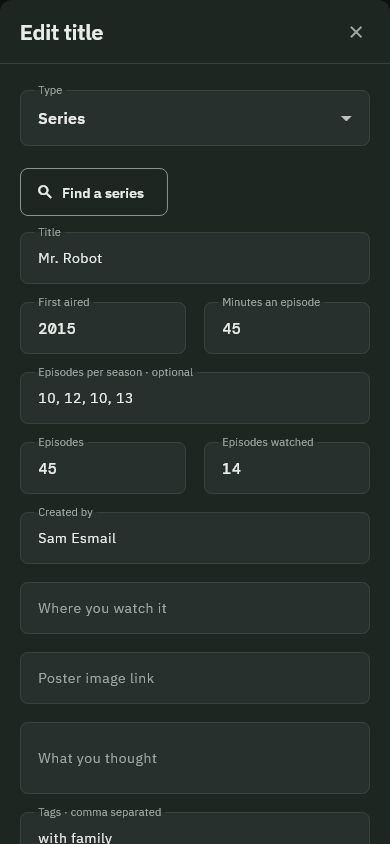 Edit title
Type
Series
Find a series
Title
Mr. Robot
First aired
Minutes an episode
2015
45
Episodes per season · optional
10, 12, 10, 13
Episodes
Episodes watched
45
14
Created by
Sam Esmail
Where you watch it
Poster image link
What you thought
Tags · comma separated
with family